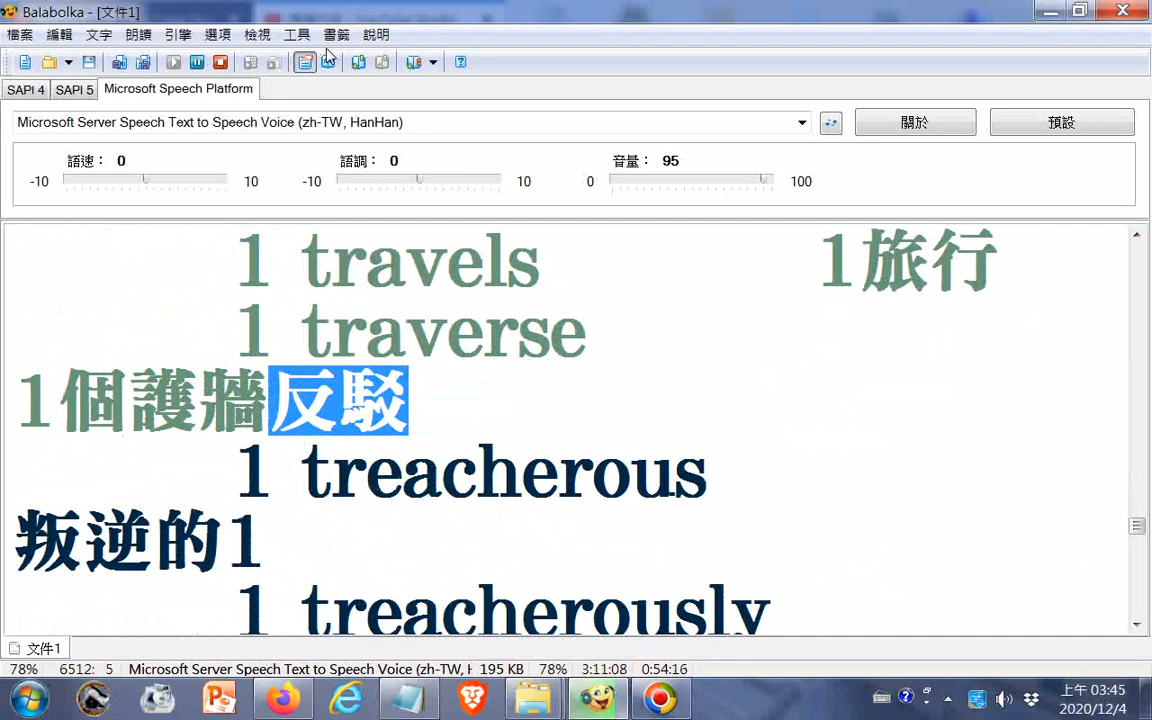 Balabolka - [文件1]
檔案 編輯 文字 朗讀 引擎 選項 檢視 工具 書籤 說明
SAPI 4 SAPI 5 Microsoft Speech Platform
Microsoft Server Speech Text to Speech Voice (zh-TW, HanHan) 關於 預設
語速： 0 語調： 0 音量： 95
-10 10 -10 10 0 100
1 travels 1旅行
1 traverse
1個護牆反駁
1 treacherous
叛逆的1
1 treacherously
文件1
78% 6512: 5 Microsoft Server Speech Text to Speech Voice (zh-TW, H 195 KB 78% 3:11:08 0:54:16
上午 03:45
2020/12/4